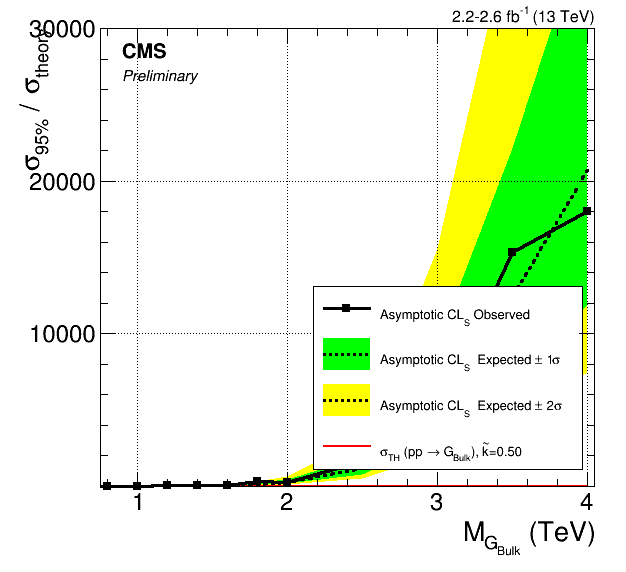 2.2-2.6 fb⁻¹ (13 TeV)
30000
CMS
Preliminary
σ95% / σtheory
20000
10000
Asymptotic CLS Observed
Asymptotic CLS Expected ± 1σ
Asymptotic CLS Expected ± 2σ
σTH (pp → GBulk), k̃=0.50
1 2 3 4
MGBulk (TeV)